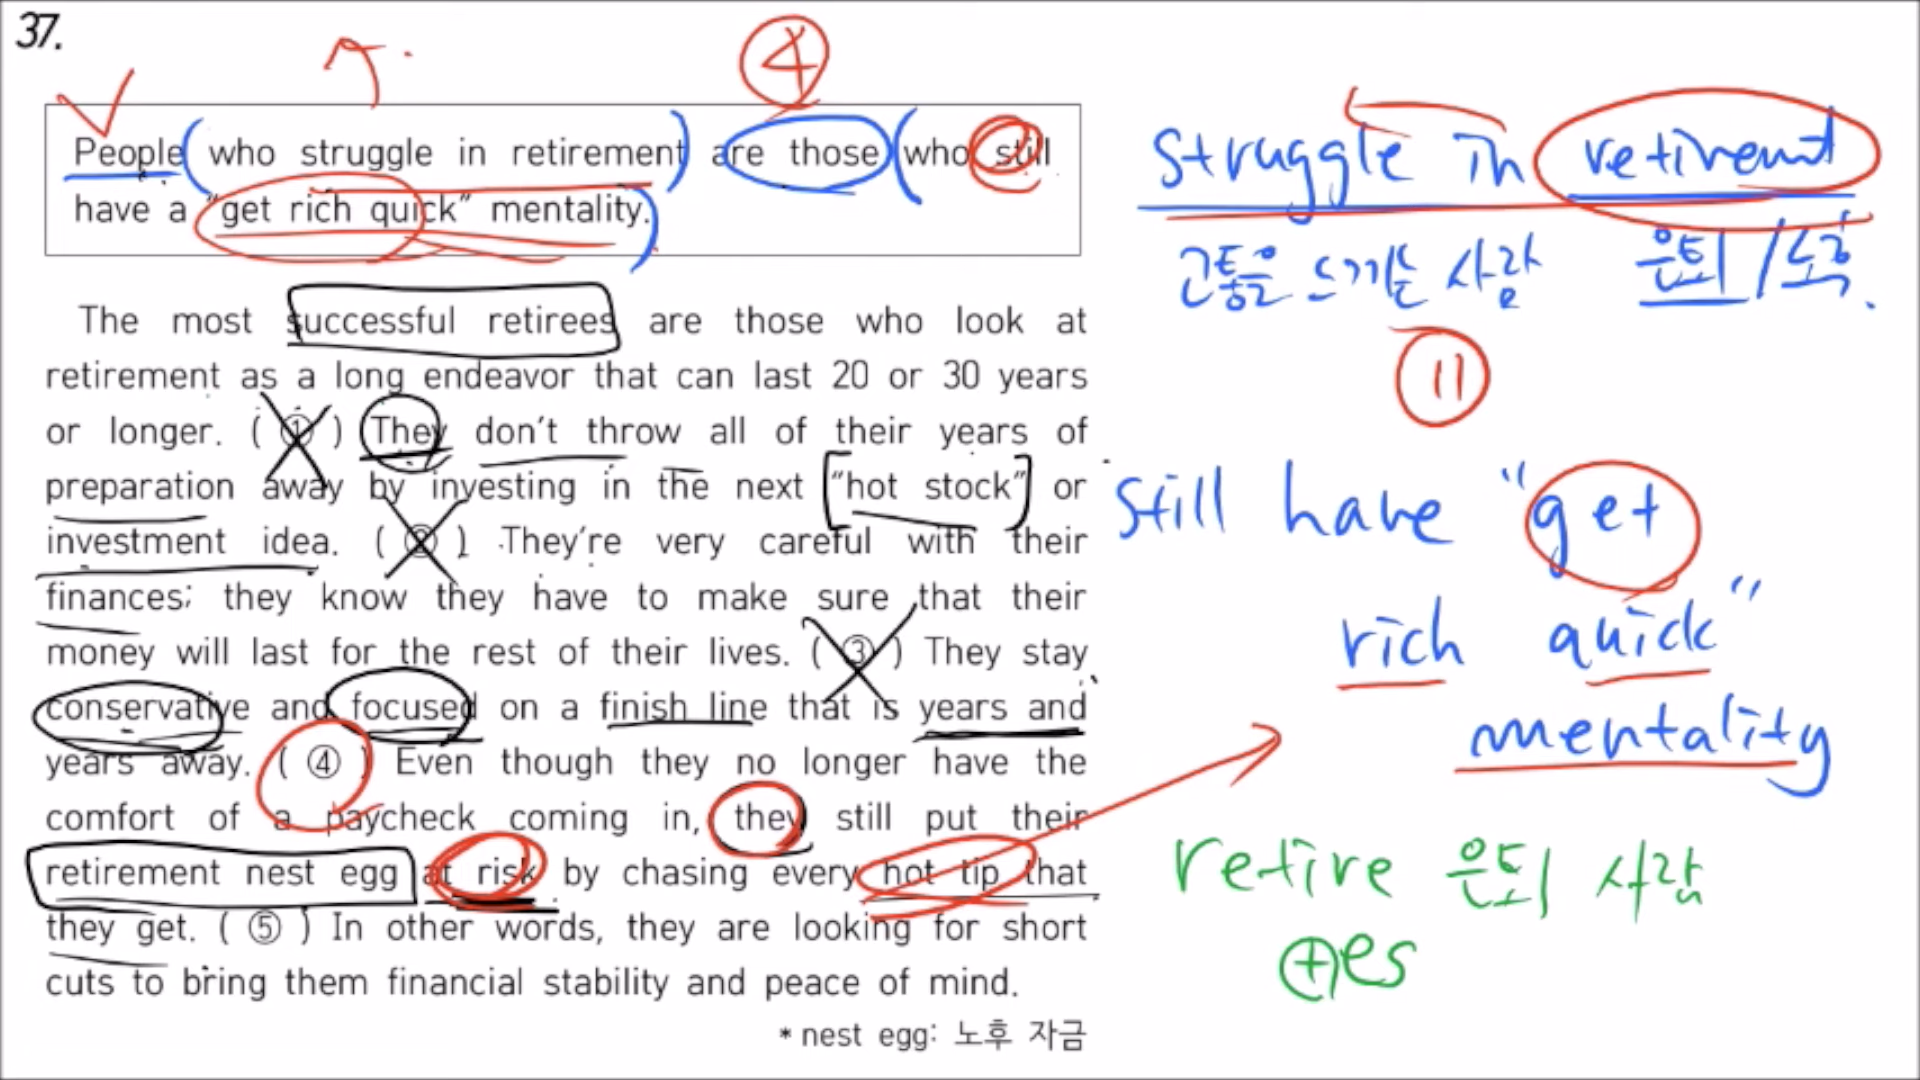 37.
④
People who struggle in retirement are those who still
have a "get rich quick" mentality.
The most successful retirees are those who look at
retirement as a long endeavor that can last 20 or 30 years
or longer. ( ① ) They don't throw all of their years of
preparation away by investing in the next "hot stock" or
investment idea. ( ② ) They're very careful with their
finances; they know they have to make sure that their
money will last for the rest of their lives. ( ③ ) They stay
conservative and focused on a finish line that is years and
years away. ( ④ ) Even though they no longer have the
comfort of a paycheck coming in, they still put their
retirement nest egg at risk by chasing every hot tip that
they get. ( ⑤ ) In other words, they are looking for short
cuts to bring them financial stability and peace of mind.
* nest egg: 노후 자금
struggle in retirement
고통을 느끼는 사람 은퇴 / 노후.
still have "get
rich quick"
mentality
retire 은퇴 사람
⊕es